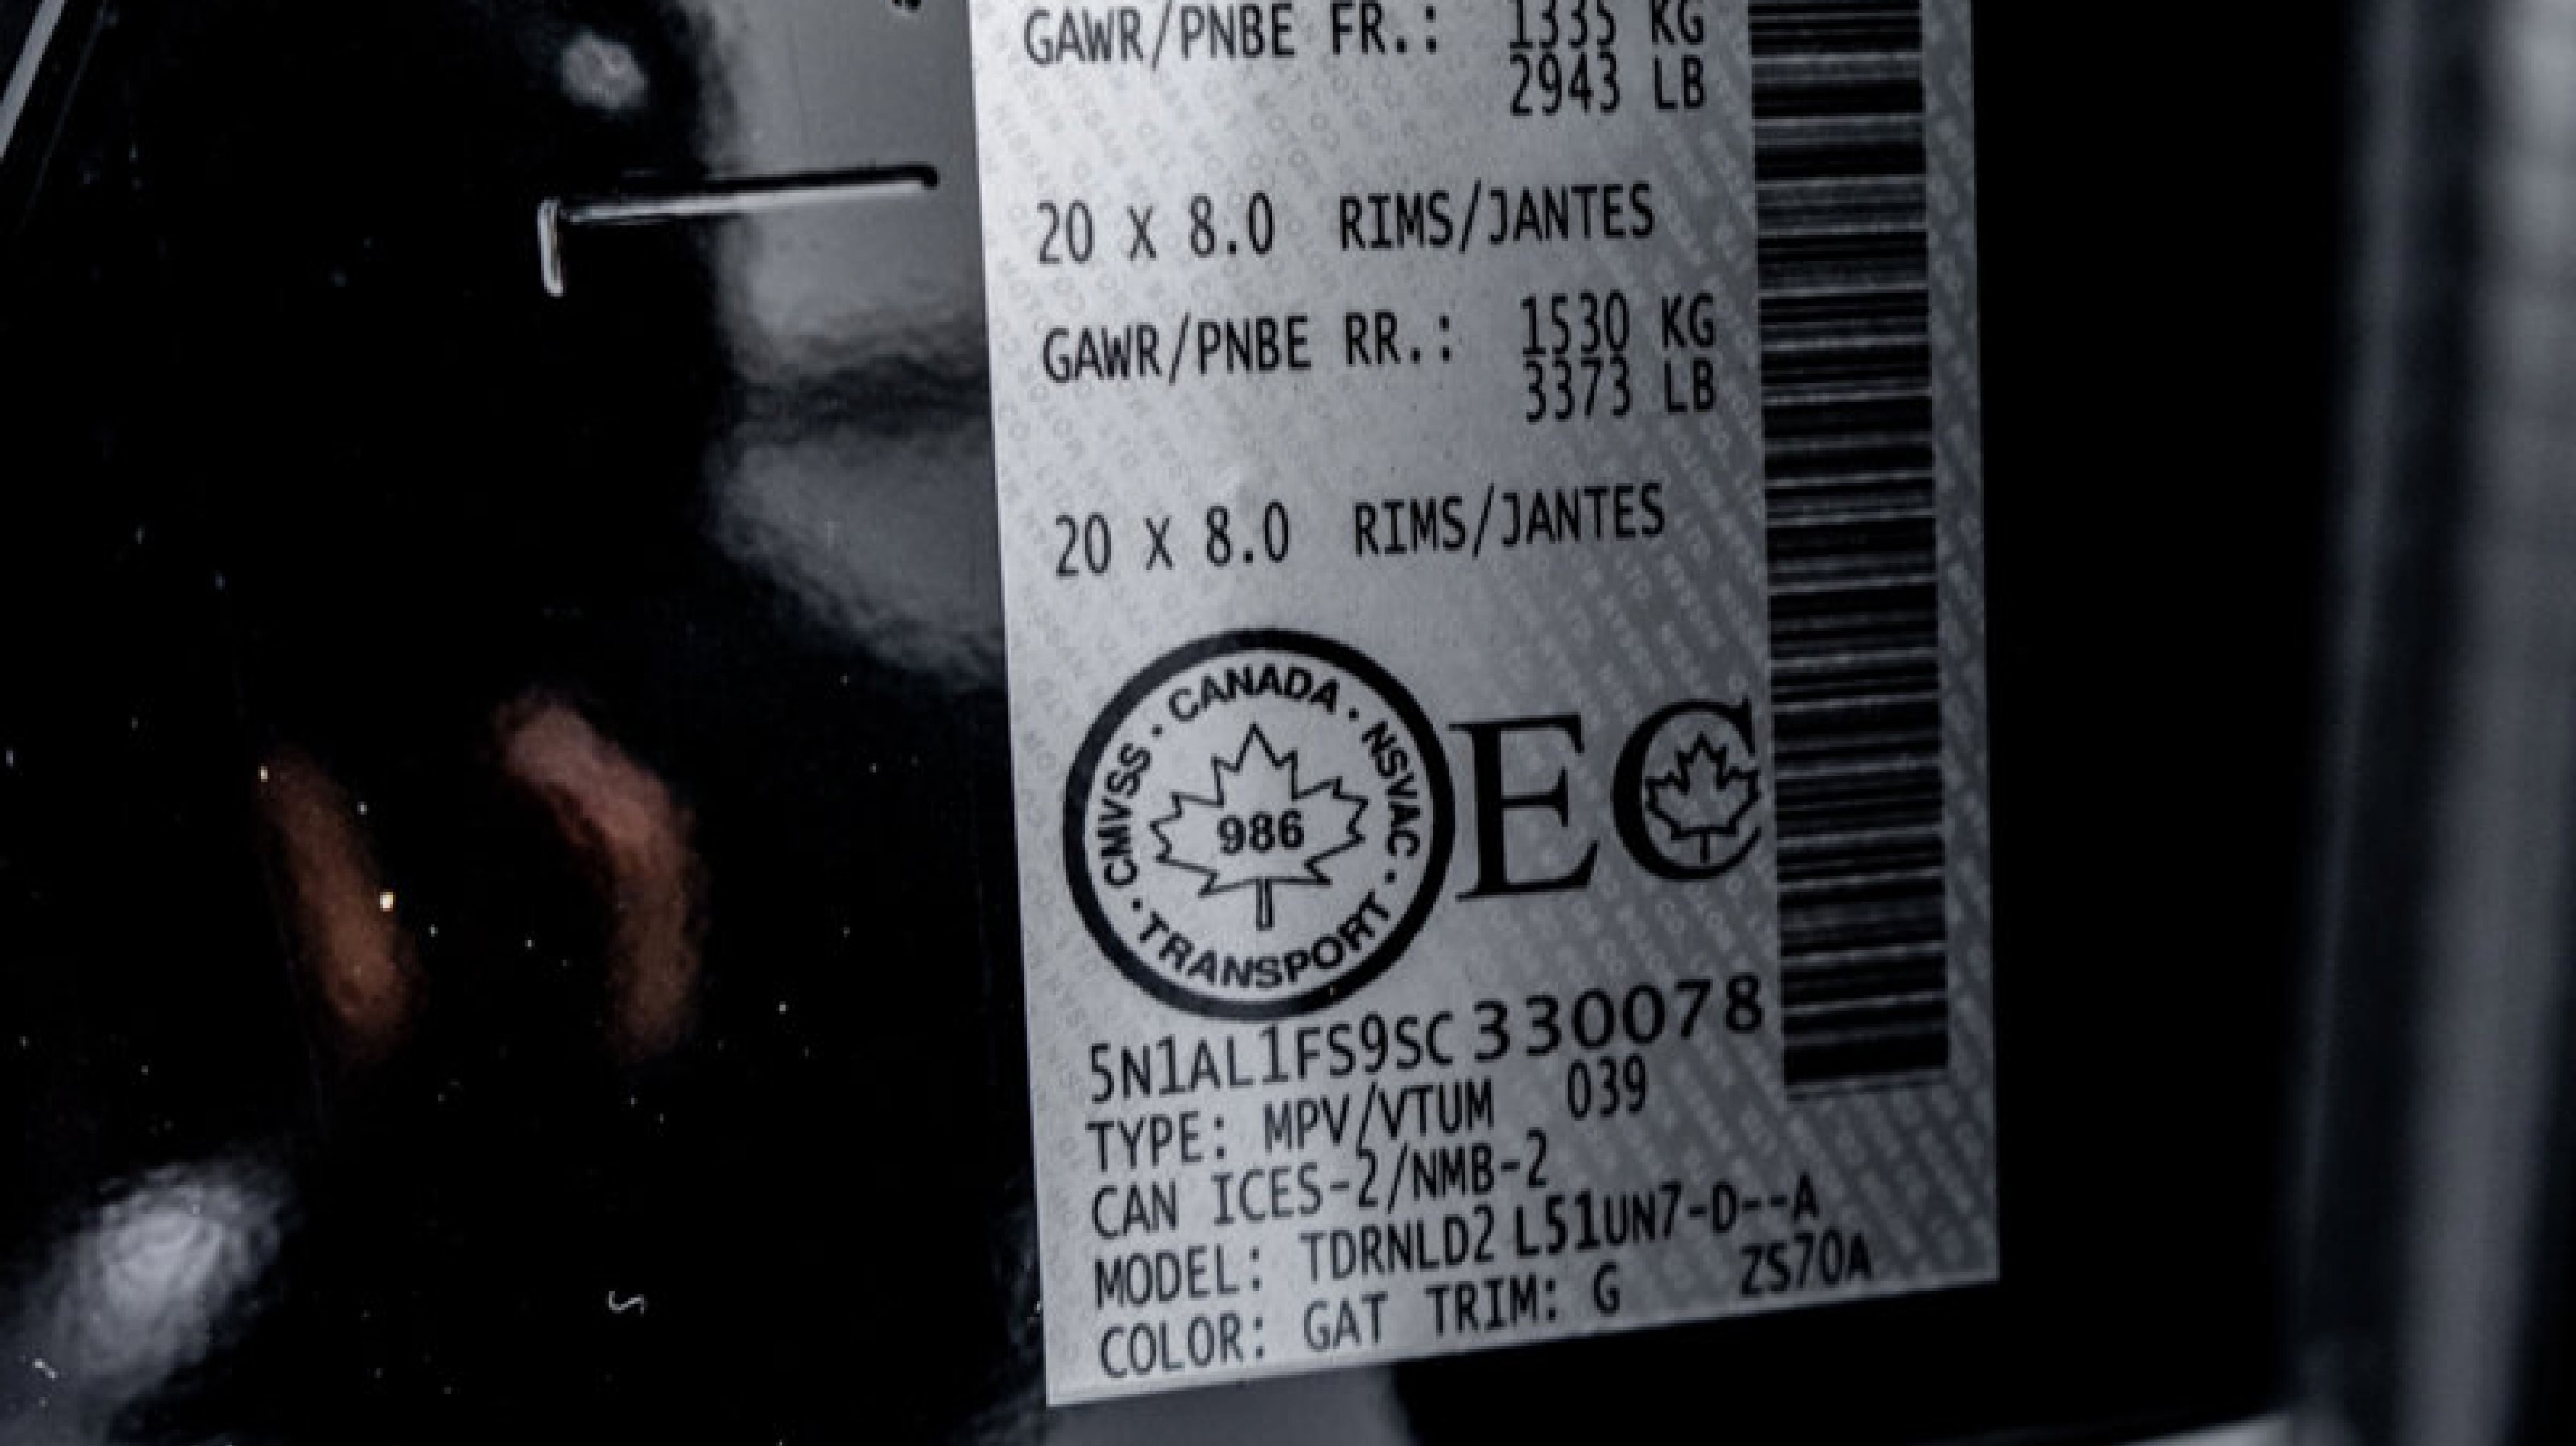 GAWR/PNBE FR.: 1335 KG
2943 LB
20 X 8.0 RIMS/JANTES
GAWR/PNBE RR.: 1530 KG
3373 LB
20 X 8.0 RIMS/JANTES
· CANADA · NSVAC · TRANSPORT · CMVSS
986
EC
5N1AL1FS9SC330078
TYPE: MPV/VTUM 039
CAN ICES-2/NMB-2
MODEL: TDRNLD2 L51UN7-D--A
COLOR: GAT TRIM: G ZS70A